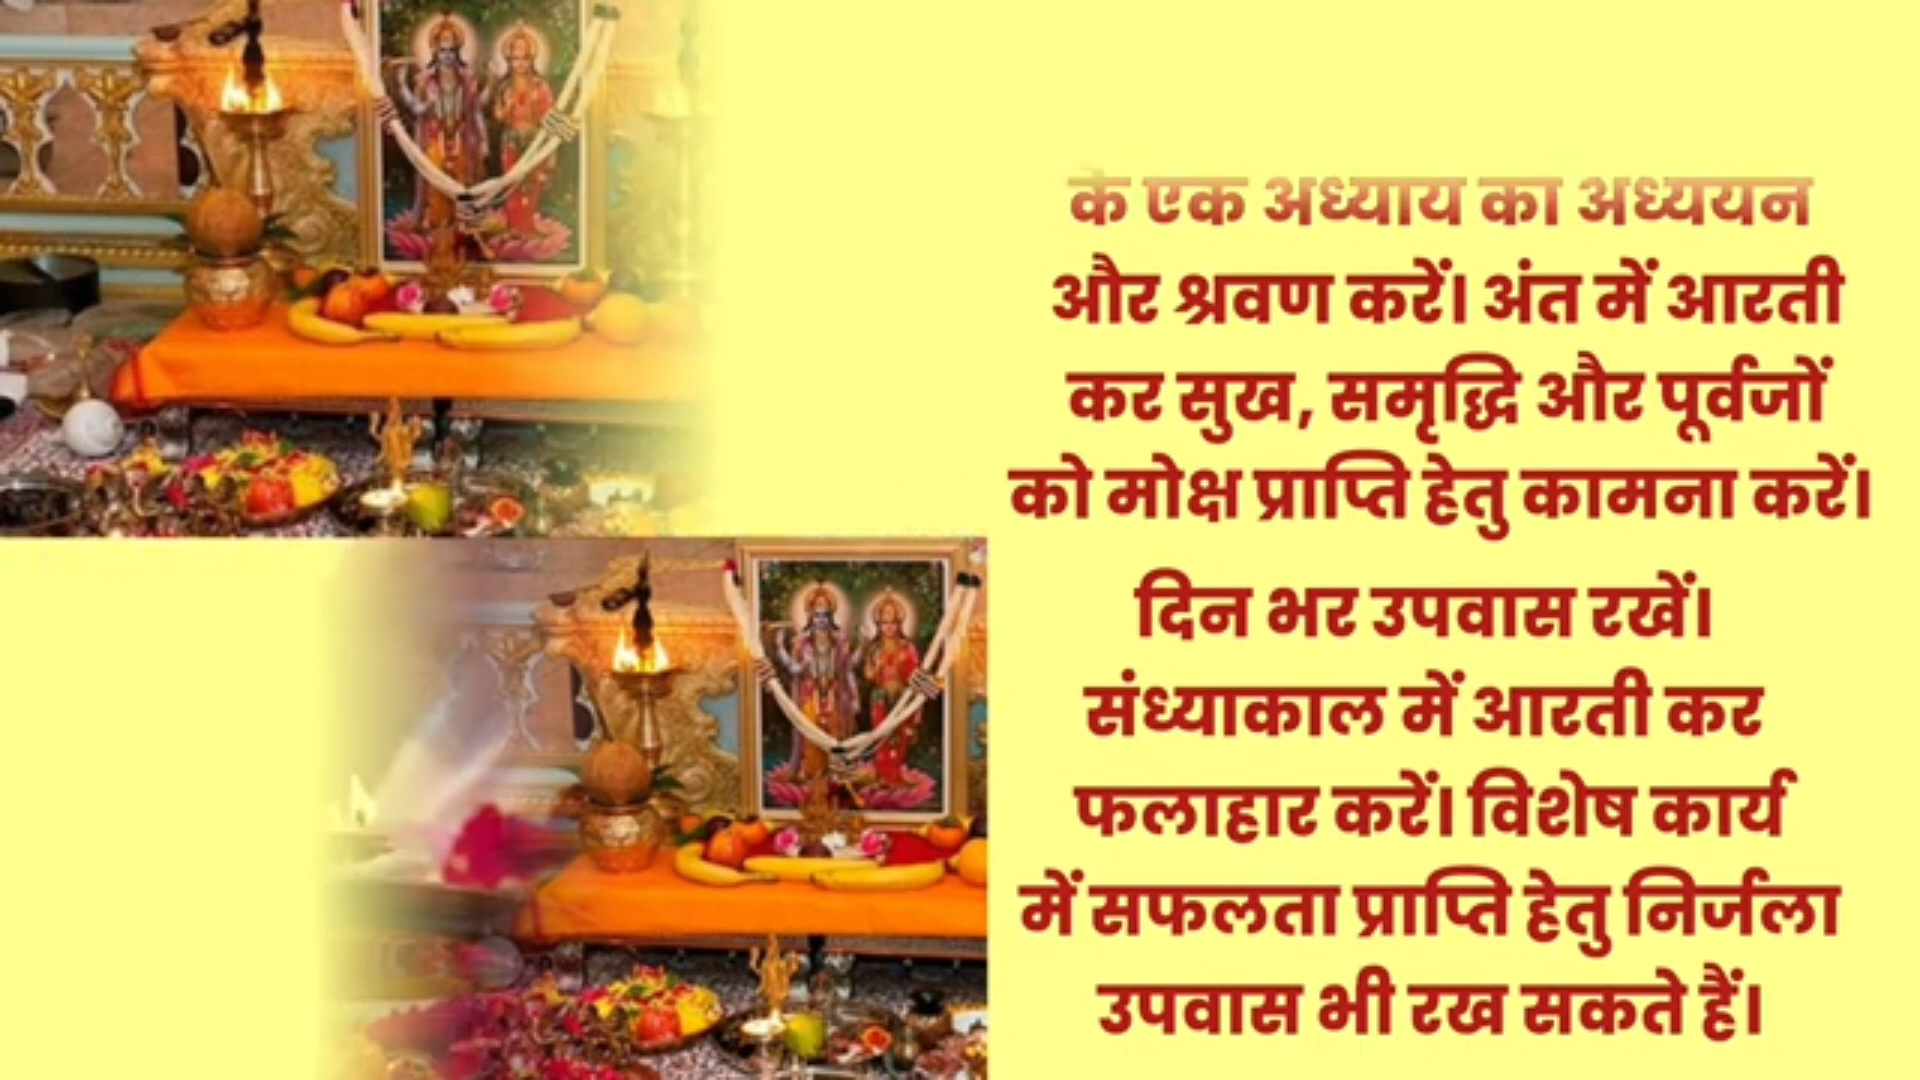 के एक अध्याय का अध्ययन
और श्रवण करें। अंत में आरती
कर सुख, समृद्धि और पूर्वजों
को मोक्ष प्राप्ति हेतु कामना करें।
दिन भर उपवास रखें।
संध्याकाल में आरती कर
फलाहार करें। विशेष कार्य
में सफलता प्राप्ति हेतु निर्जला
उपवास भी रख सकते हैं।